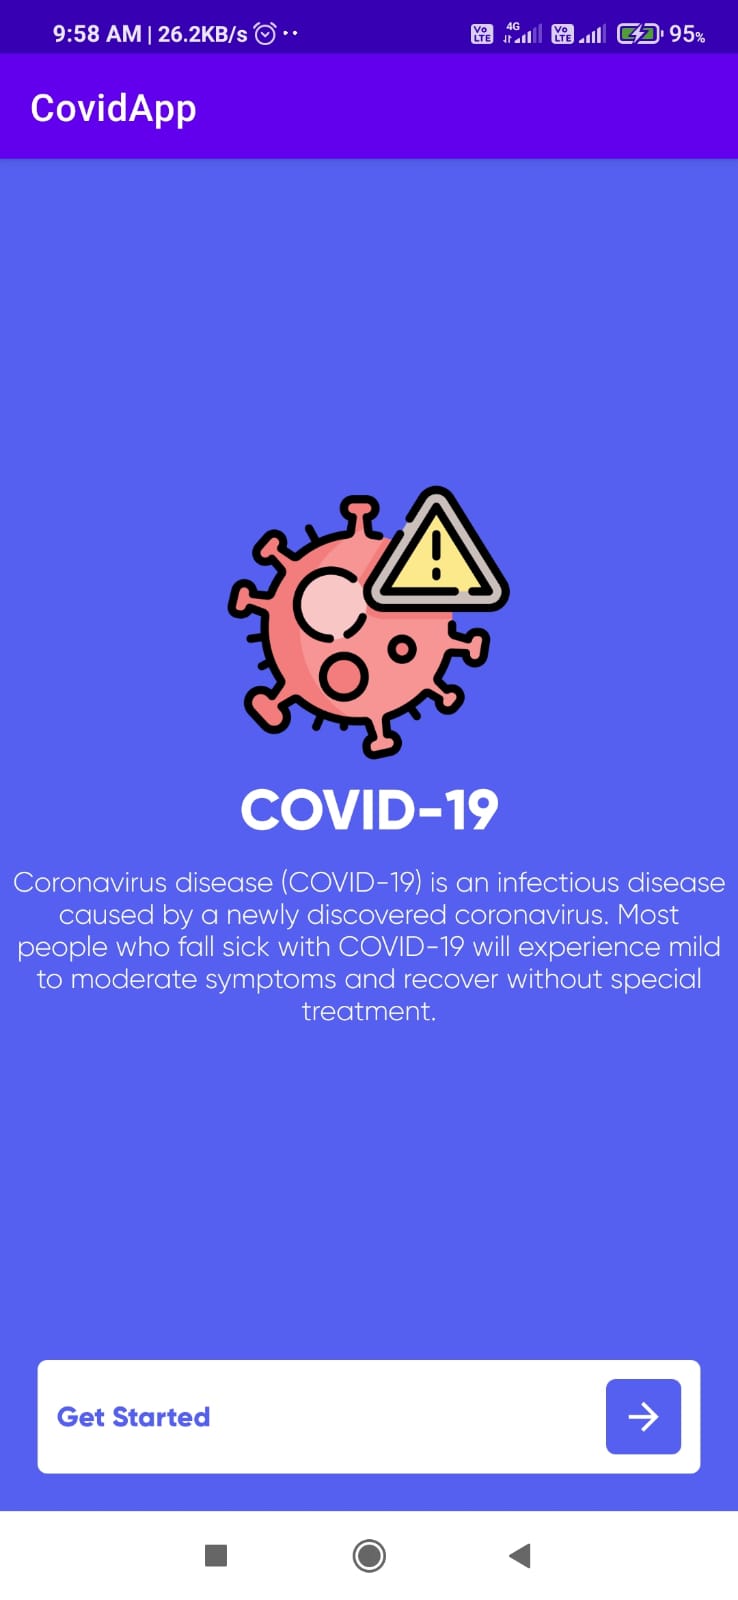 9:58 AM | 26.2KB/s
Vo LTE 4G Vo LTE 95%
CovidApp
COVID-19
Coronavirus disease (COVID-19) is an infectious disease
caused by a newly discovered coronavirus. Most
people who fall sick with COVID-19 will experience mild
to moderate symptoms and recover without special
treatment.
Get Started